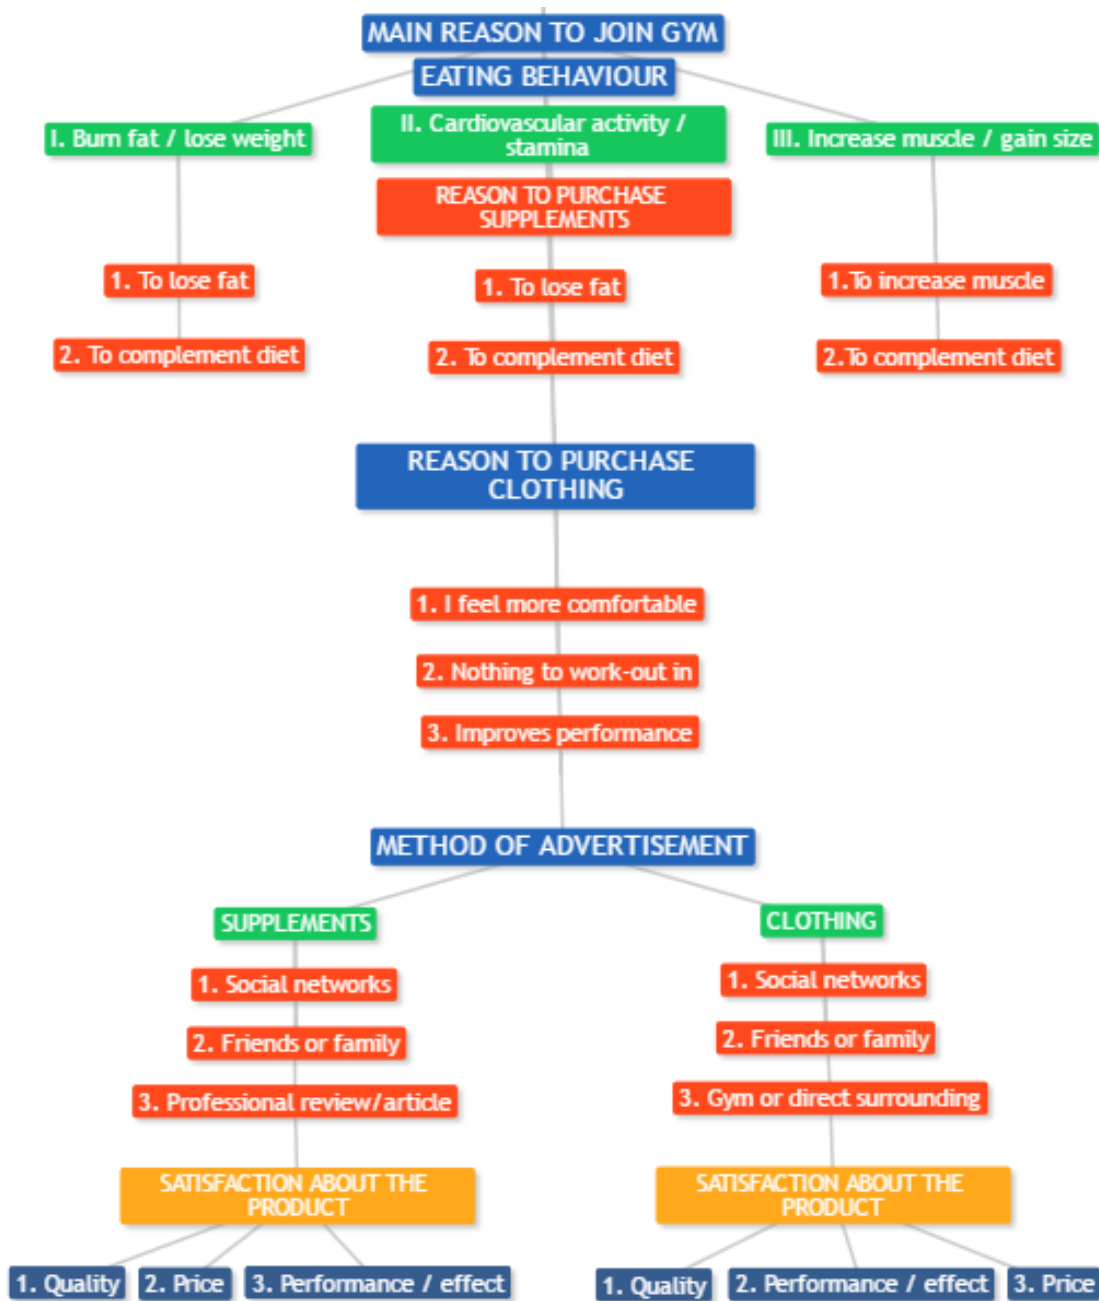 MAIN REASON TO JOIN GYM
EATING BEHAVIOUR
I. Burn fat / lose weight
II. Cardiovascular activity /
stamina
III. Increase muscle / gain size
REASON TO PURCHASE
SUPPLEMENTS
1. To lose fat
1. To lose fat
1.To increase muscle
2. To complement diet
2. To complement diet
2.To complement diet
REASON TO PURCHASE
CLOTHING
1. I feel more comfortable
2. Nothing to work-out in
3. Improves performance
METHOD OF ADVERTISEMENT
SUPPLEMENTS
1. Social networks
2. Friends or family
3. Professional review/article
SATISFACTION ABOUT THE
PRODUCT
1. Quality
2. Price
3. Performance / effect
CLOTHING
1. Social networks
2. Friends or family
3. Gym or direct surrounding
SATISFACTION ABOUT THE
PRODUCT
1. Quality
2. Performance / effect
3. Price